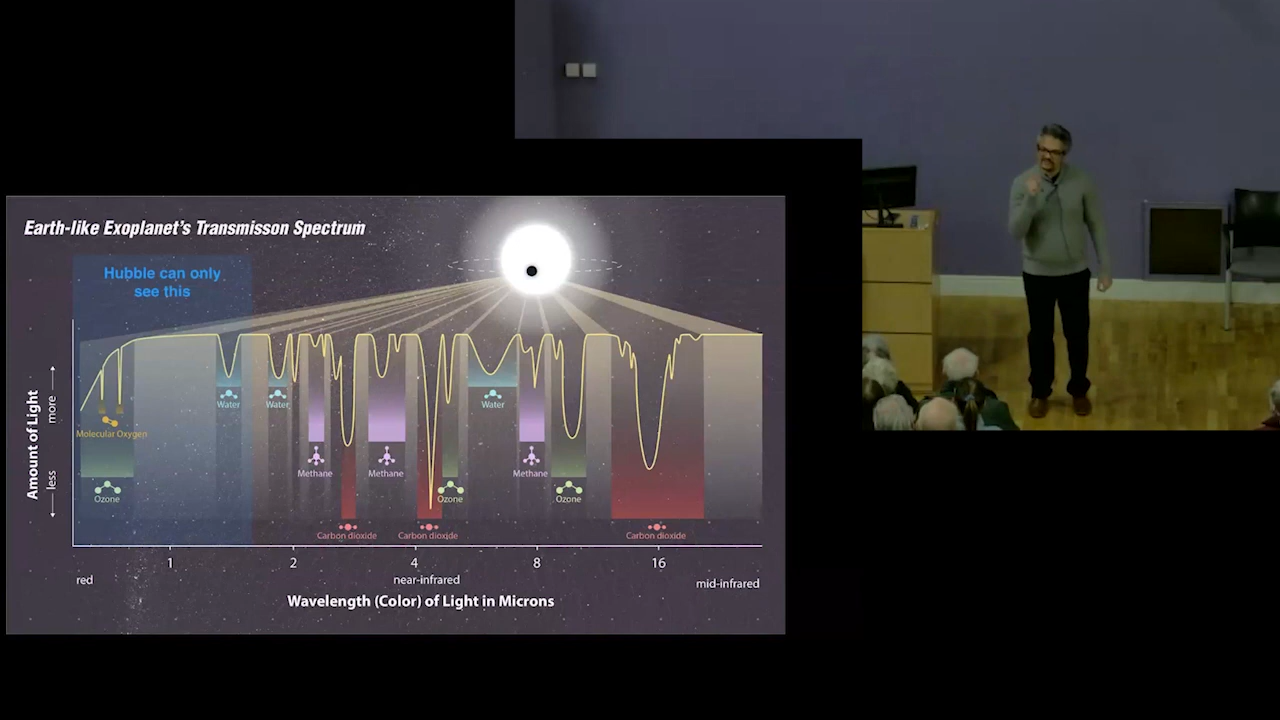 Earth-like Exoplanet's Transmisson Spectrum
Hubble can only
see this
Amount of Light
more
less
Water
Water
Water
Molecular Oxygen
Methane
Methane
Methane
Ozone
Ozone
Ozone
Carbon dioxide
Carbon dioxide
Carbon dioxide
1
2
4
8
16
red
near-infrared
mid-infrared
Wavelength (Color) of Light in Microns